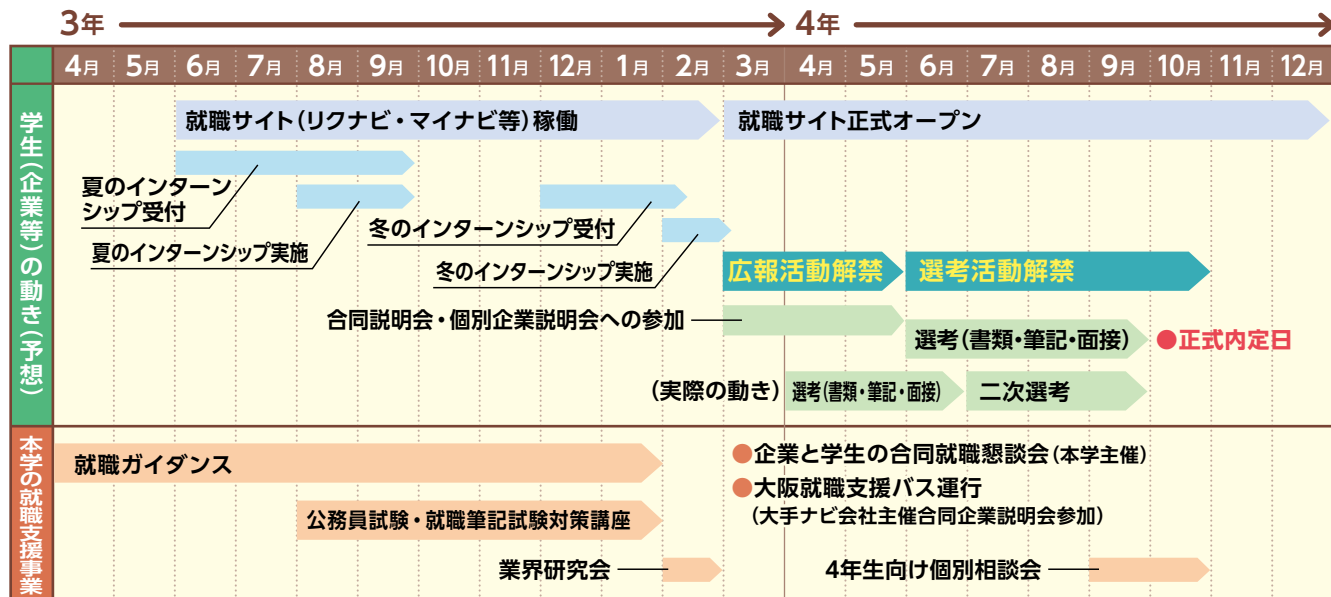 3年
4年
4月 5月 6月 7月 8月 9月 10月 11月 12月 1月 2月 3月 4月 5月 6月 7月 8月 9月 10月 11月 12月
学生(企業等)の動き(予想)
就職サイト(リクナビ・マイナビ等)稼働
就職サイト正式オープン
夏のインターン
シップ受付
夏のインターンシップ実施
冬のインターンシップ受付
冬のインターンシップ実施
広報活動解禁
選考活動解禁
合同説明会・個別企業説明会への参加
選考(書類・筆記・面接)
●正式内定日
(実際の動き)
選考(書類・筆記・面接)
二次選考
本学の就職支援事業
就職ガイダンス
●企業と学生の合同就職懇談会(本学主催)
●大阪就職支援バス運行
(大手ナビ会社主催合同企業説明会参加)
公務員試験・就職筆記試験対策講座
業界研究会
4年生向け個別相談会